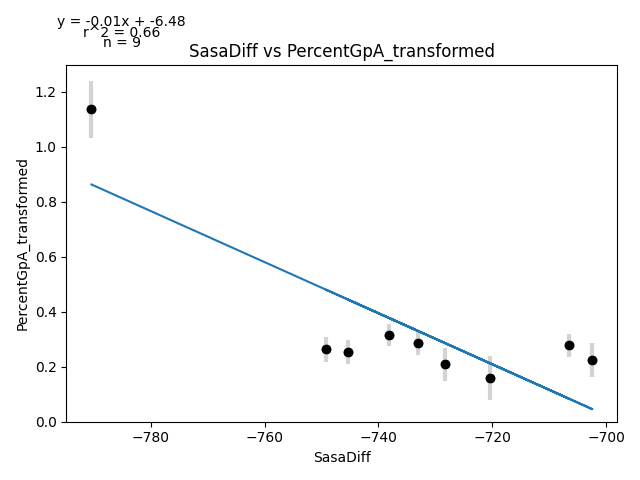 y = -0.01x + -6.48
r^2 = 0.66
n = 9
SasaDiff vs PercentGpA_transformed
1.2
1.0
0.8
0.6
0.4
0.2
0.0
PercentGpA_transformed
−780
−760
−740
−720
−700
SasaDiff